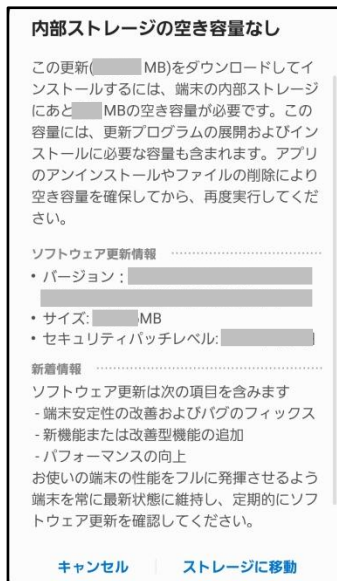 内部ストレージの空き容量なし
この更新( MB)をダウンロードしてイ
ンストールするには、端末の内部ストレージ
にあと MBの空き容量が必要です。この
容量には、更新プログラムの展開およびイン
ストールに必要な容量も含まれます。アプリ
のアンインストールやファイルの削除により
空き容量を確保してから、再度実行してくだ
さい。
ソフトウェア更新情報
• バージョン :
• サイズ: MB
• セキュリティパッチレベル:
新着情報
ソフトウェア更新は次の項目を含みます
- 端末安定性の改善およびバグのフィックス
- 新機能または改善型機能の追加
- パフォーマンスの向上
お使いの端末の性能をフルに発揮させるよう
端末を常に最新状態に維持し、定期的にソフ
トウェア更新を確認してください。
キャンセル ストレージに移動